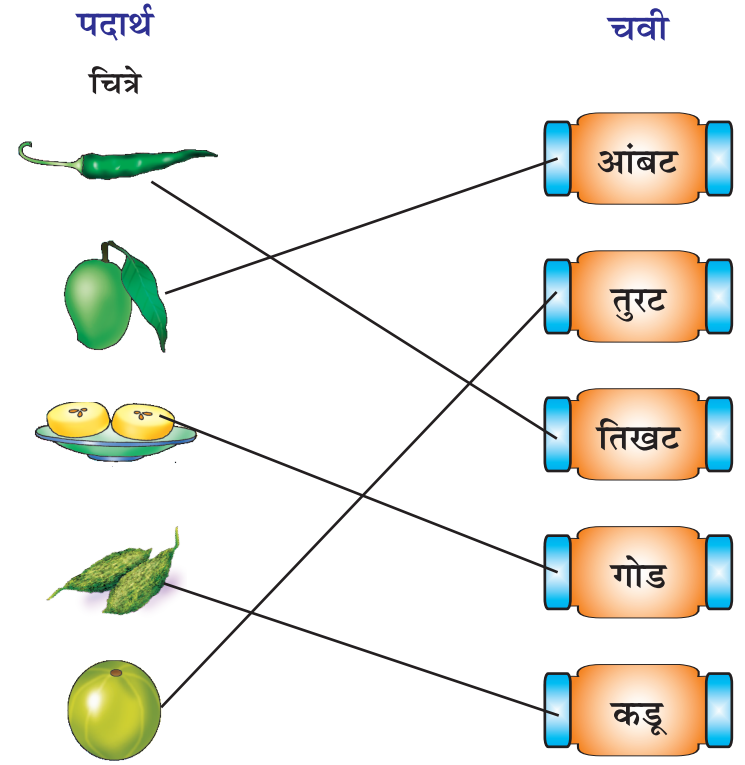 पदार्थ
चवी
चित्रे
आंबट
तुरट
तिखट
गोड
कडू